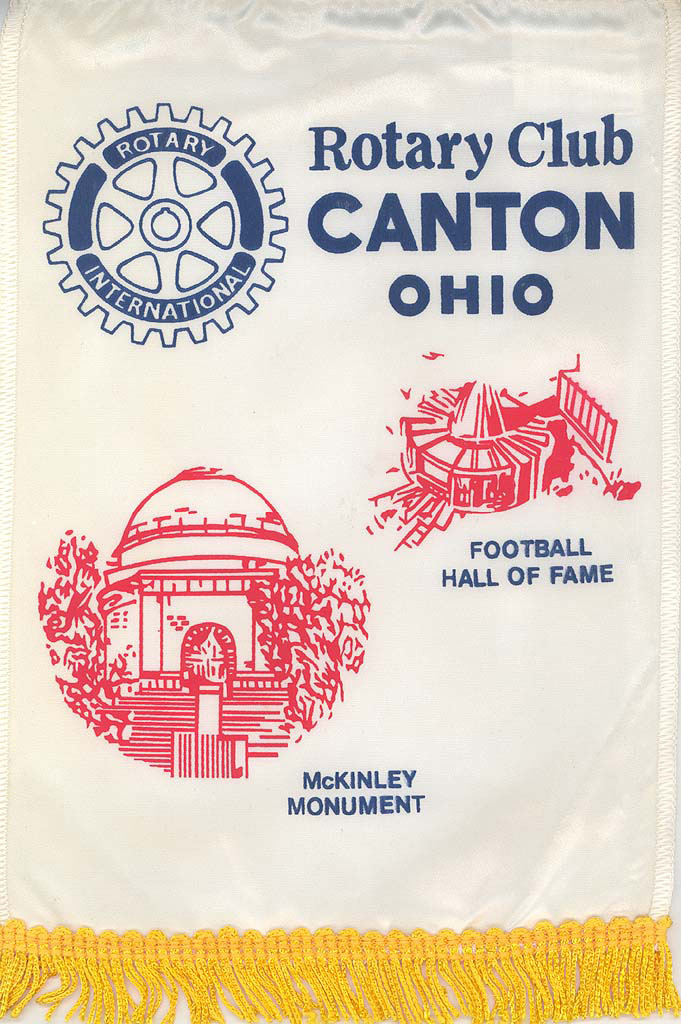 ROTARY
INTERNATIONAL
Rotary Club
CANTON
OHIO
FOOTBALL
HALL OF FAME
McKINLEY
MONUMENT